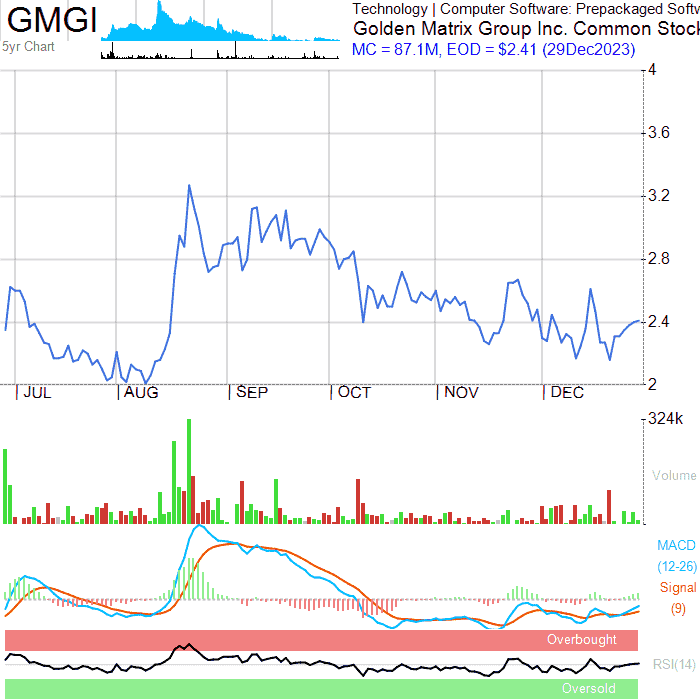 GMGI
5yr Chart
Technology | Computer Software: Prepackaged Softw
Golden Matrix Group Inc. Common Stock
MC = 87.1M, EOD = $2.41 (29Dec2023)
4
3.6
3.2
2.8
2.4
2
JUL AUG SEP OCT NOV DEC
324k
Volume
MACD
(12-26)
Signal
(9)
Overbought
RSI(14)
Oversold